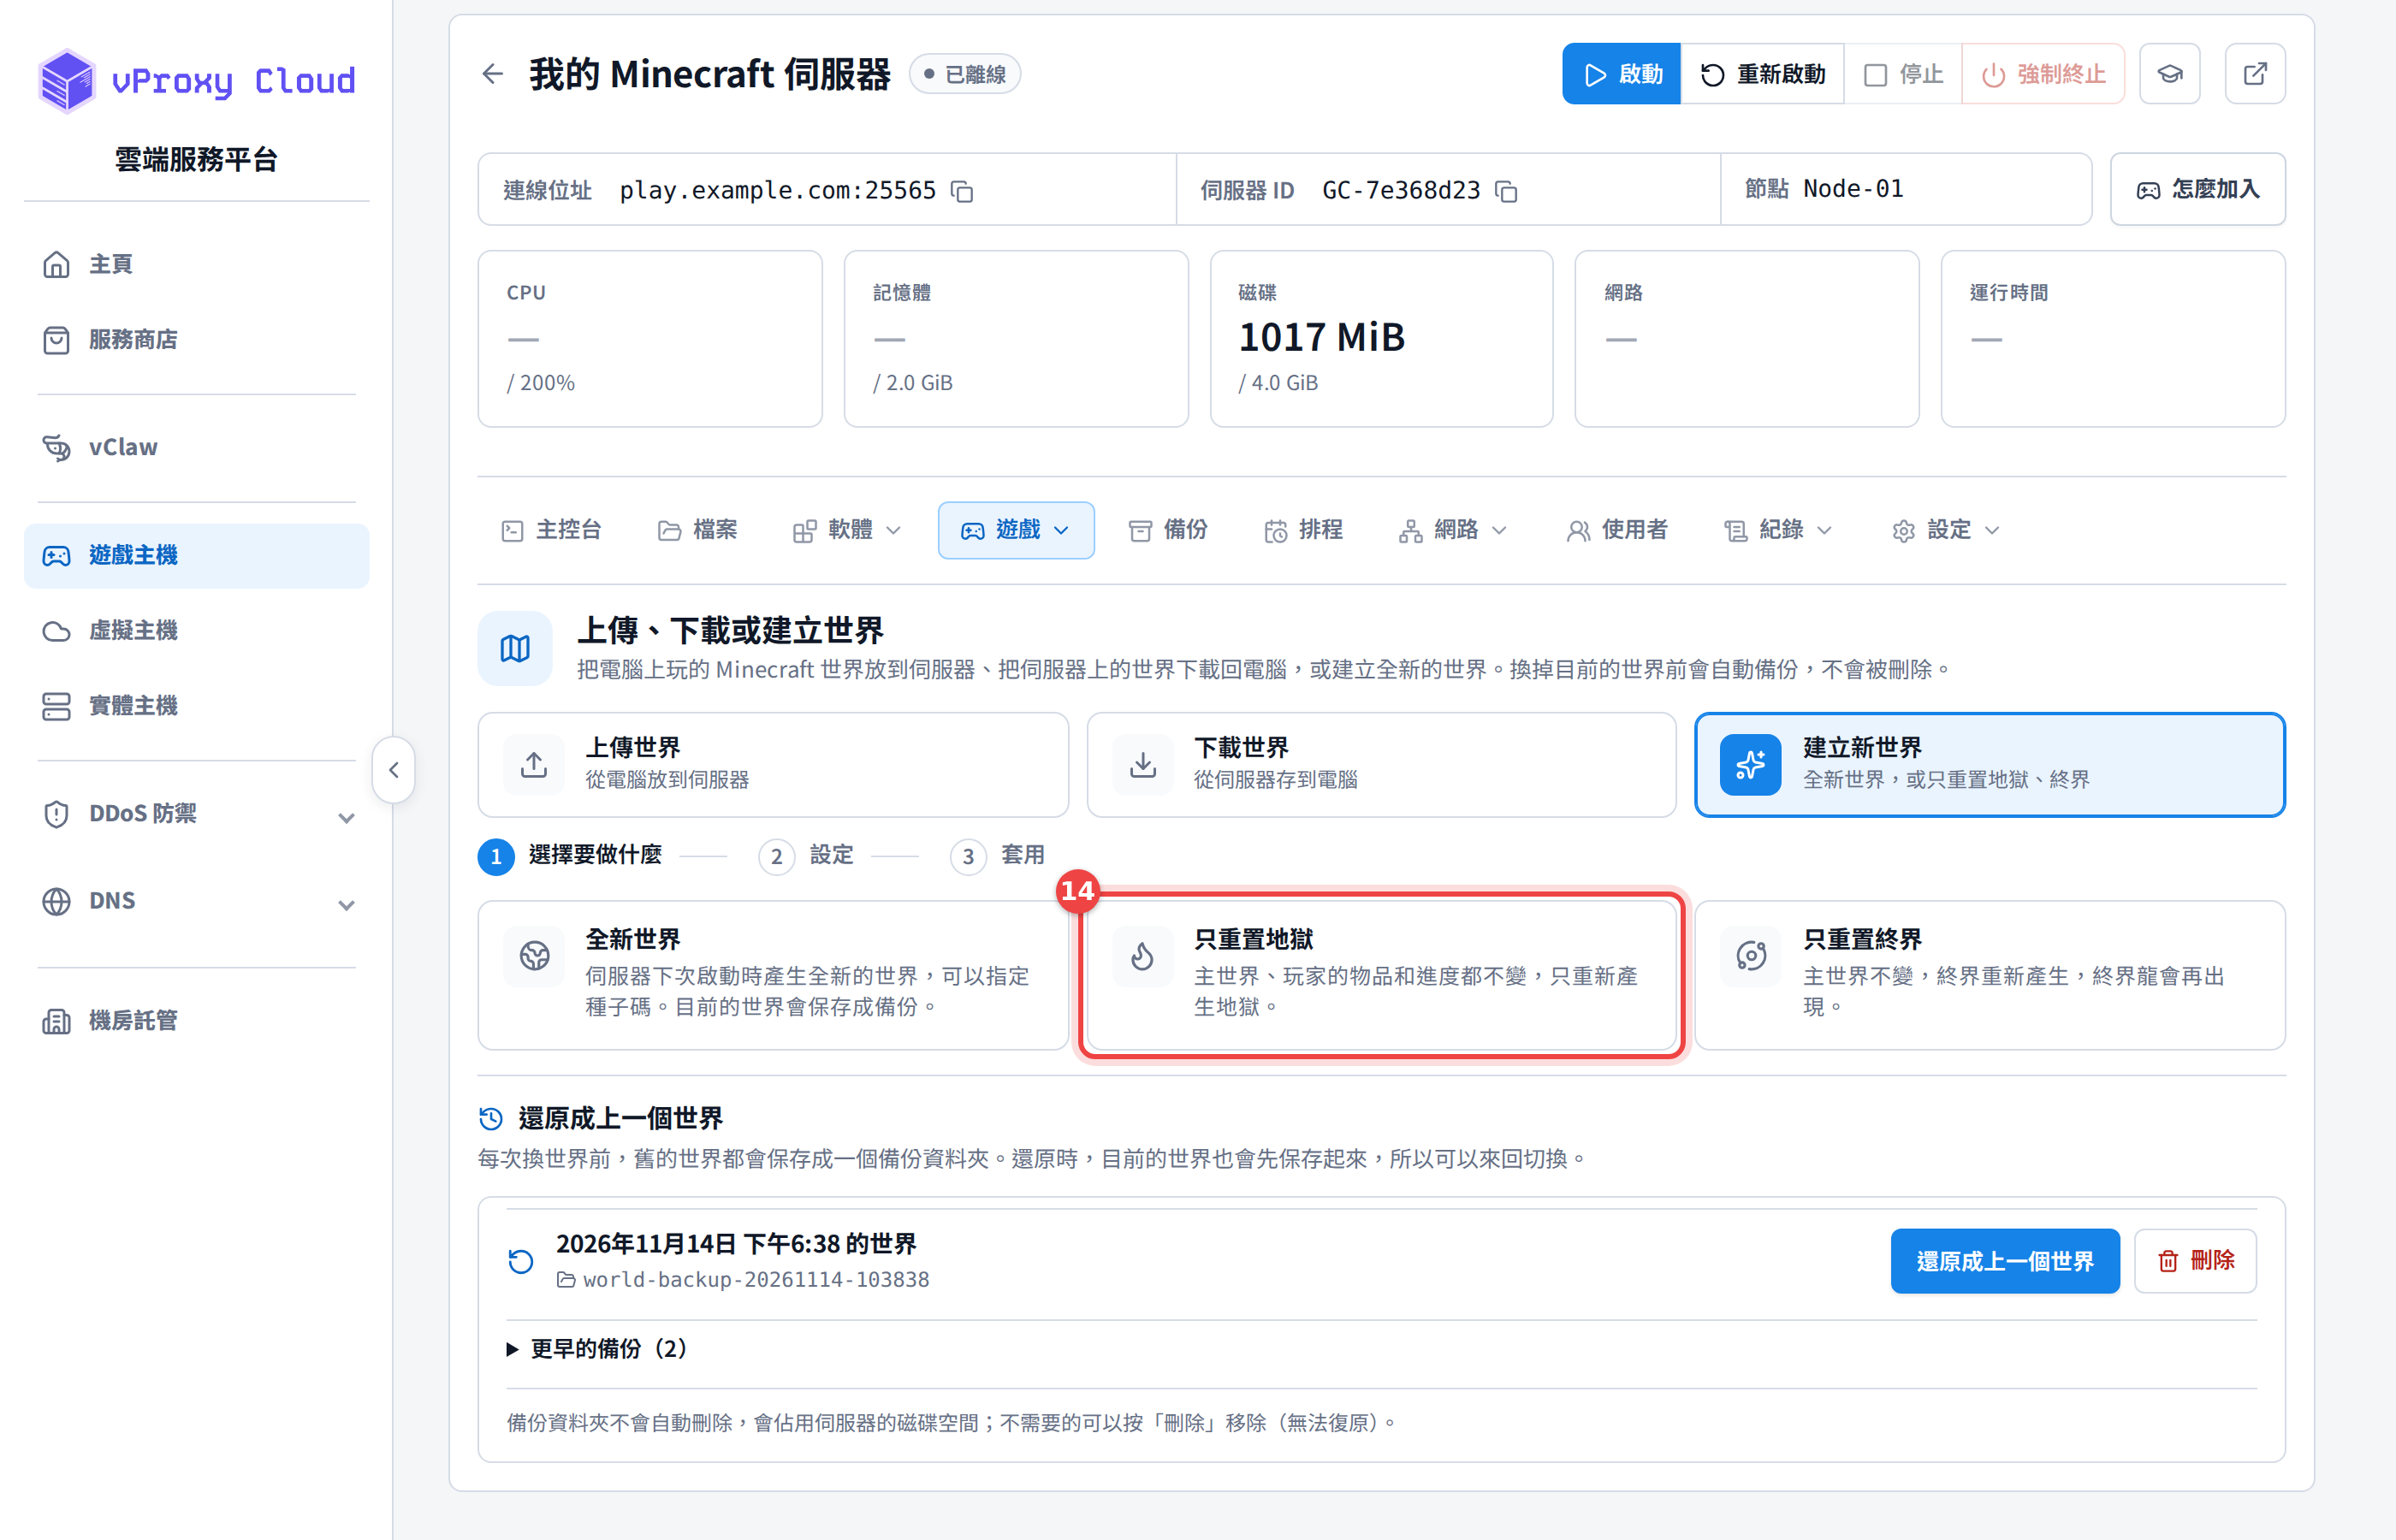 vProxy Cloud
雲端服務平台
主頁
服務商店
vClaw
遊戲主機
虛擬主機
實體主機
DDoS 防禦
DNS
機房託管
我的 Minecraft 伺服器
已離線
啟動
重新啟動
停止
強制終止
連線位址 play.example.com:25565
伺服器 ID GC-7e368d23
節點 Node-01
怎麼加入
CPU
—
/ 200%
記憶體
—
/ 2.0 GiB
磁碟
1017 MiB
/ 4.0 GiB
網路
—
運行時間
—
主控台
檔案
軟體
遊戲
備份
排程
網路
使用者
紀錄
設定
上傳、下載或建立世界
把電腦上玩的 Minecraft 世界放到伺服器、把伺服器上的世界下載回電腦，或建立全新的世界。換掉目前的世界前會自動備份，不會被刪除。
上傳世界
從電腦放到伺服器
下載世界
從伺服器存到電腦
建立新世界
全新世界，或只重置地獄、終界
1 選擇要做什麼
2 設定
3 套用
14
全新世界
伺服器下次啟動時產生全新的世界，可以指定
種子碼。目前的世界會保存成備份。
只重置地獄
主世界、玩家的物品和進度都不變，只重新產
生地獄。
只重置終界
主世界不變，終界重新產生，終界龍會再出
現。
還原成上一個世界
每次換世界前，舊的世界都會保存成一個備份資料夾。還原時，目前的世界也會先保存起來，所以可以來回切換。
2026年11月14日 下午6:38 的世界
world-backup-20261114-103838
還原成上一個世界
刪除
更早的備份（2）
備份資料夾不會自動刪除，會佔用伺服器的磁碟空間；不需要的可以按「刪除」移除（無法復原）。